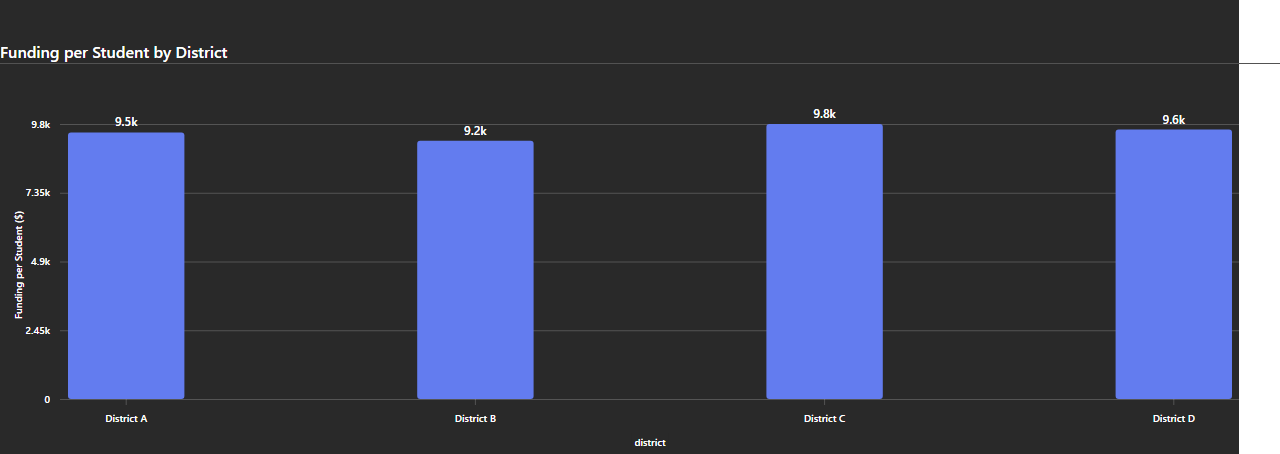 Funding per Student by District
9.5k
9.2k
9.8k
9.6k
9.8k
7.35k
4.9k
2.45k
0
Funding per Student ($)
District A
District B
District C
District D
district